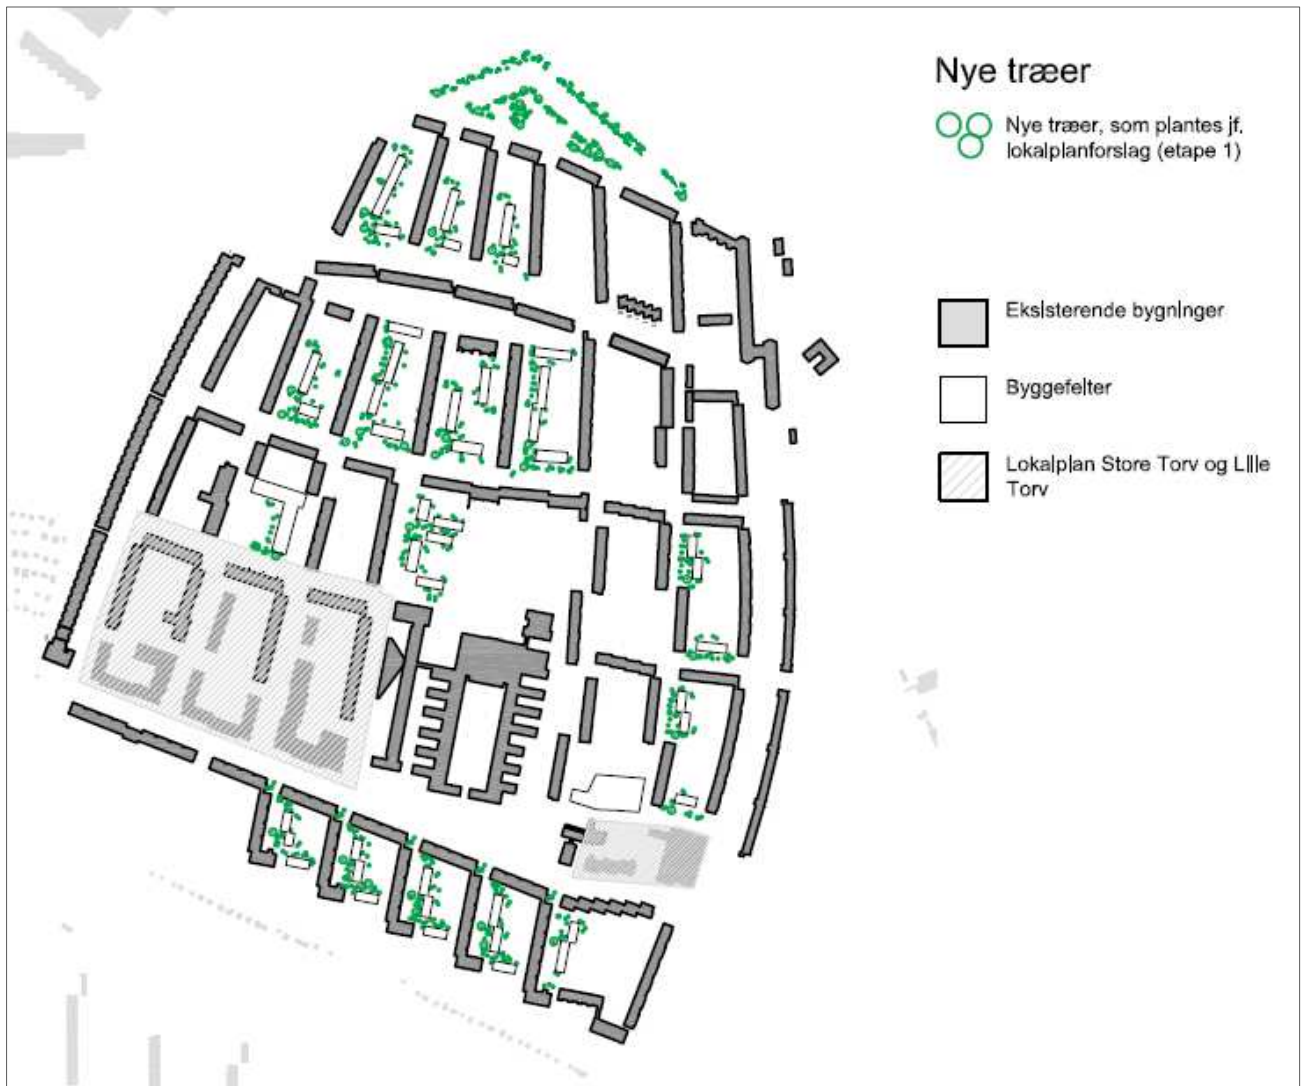 Nye træer
Nye træer, som plantes jf.
lokalplanforslag (etape 1)
Eksisterende bygninger
Byggefelter
Lokalplan Store Torv og Lille
Torv